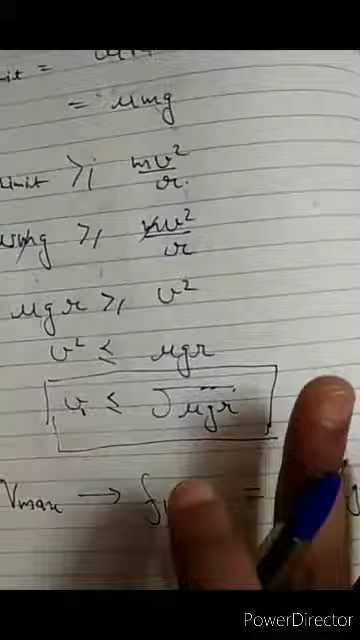 = μmg
limit ⩾ mv²/r
μmg ⩾ mv²/r
μgr ⩾ v²
v² ≤ μgr
v ≤ √μgr
Vmax → f =
PowerDirector